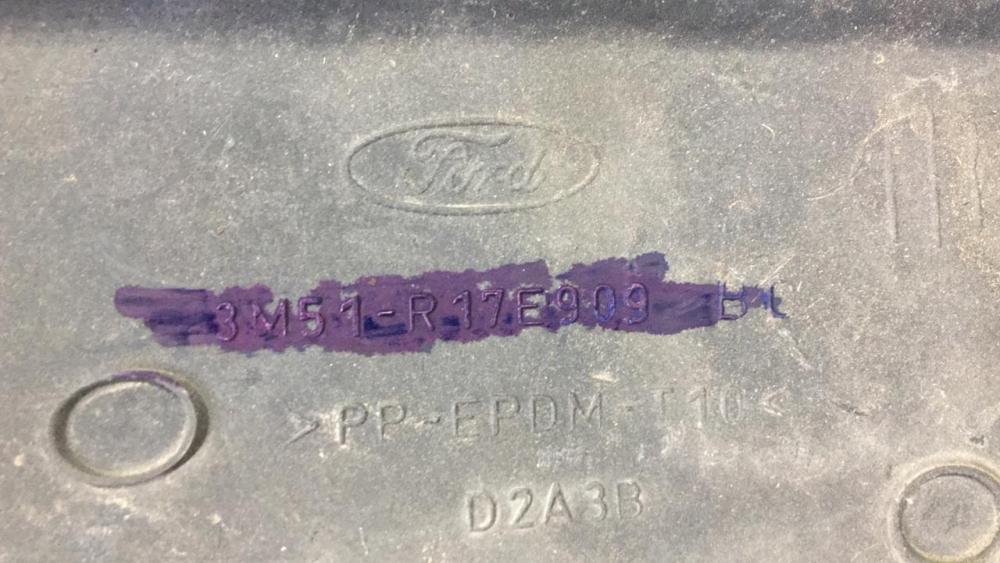 Ford
3M51-R17E909
>PP-EPDM-T10<
D2A3B